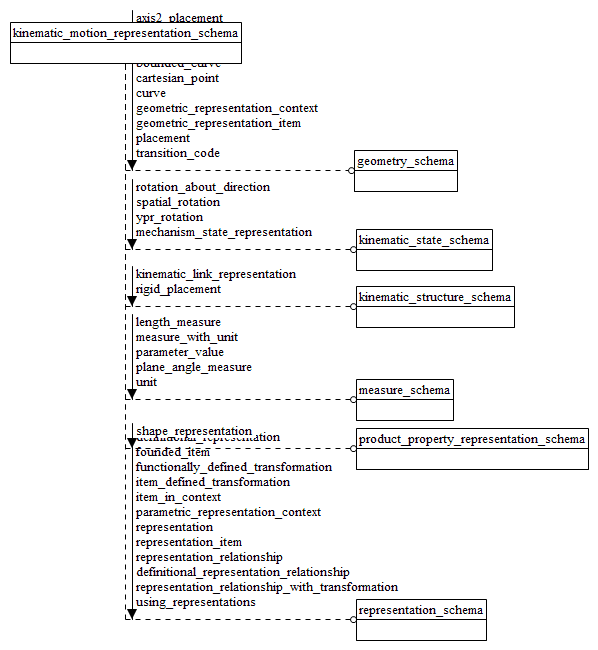 axis2_placement
kinematic_motion_representation_schema
bounded_curve
cartesian_point
curve
geometric_representation_context
geometric_representation_item
placement
transition_code
geometry_schema
rotation_about_direction
spatial_rotation
ypr_rotation
mechanism_state_representation
kinematic_state_schema
kinematic_link_representation
rigid_placement
kinematic_structure_schema
length_measure
measure_with_unit
parameter_value
plane_angle_measure
unit
measure_schema
shape_representation
product_property_representation_schema
definitional_representation
founded_item
functionally_defined_transformation
item_defined_transformation
item_in_context
parametric_representation_context
representation
representation_item
representation_relationship
definitional_representation_relationship
representation_relationship_with_transformation
using_representations
representation_schema